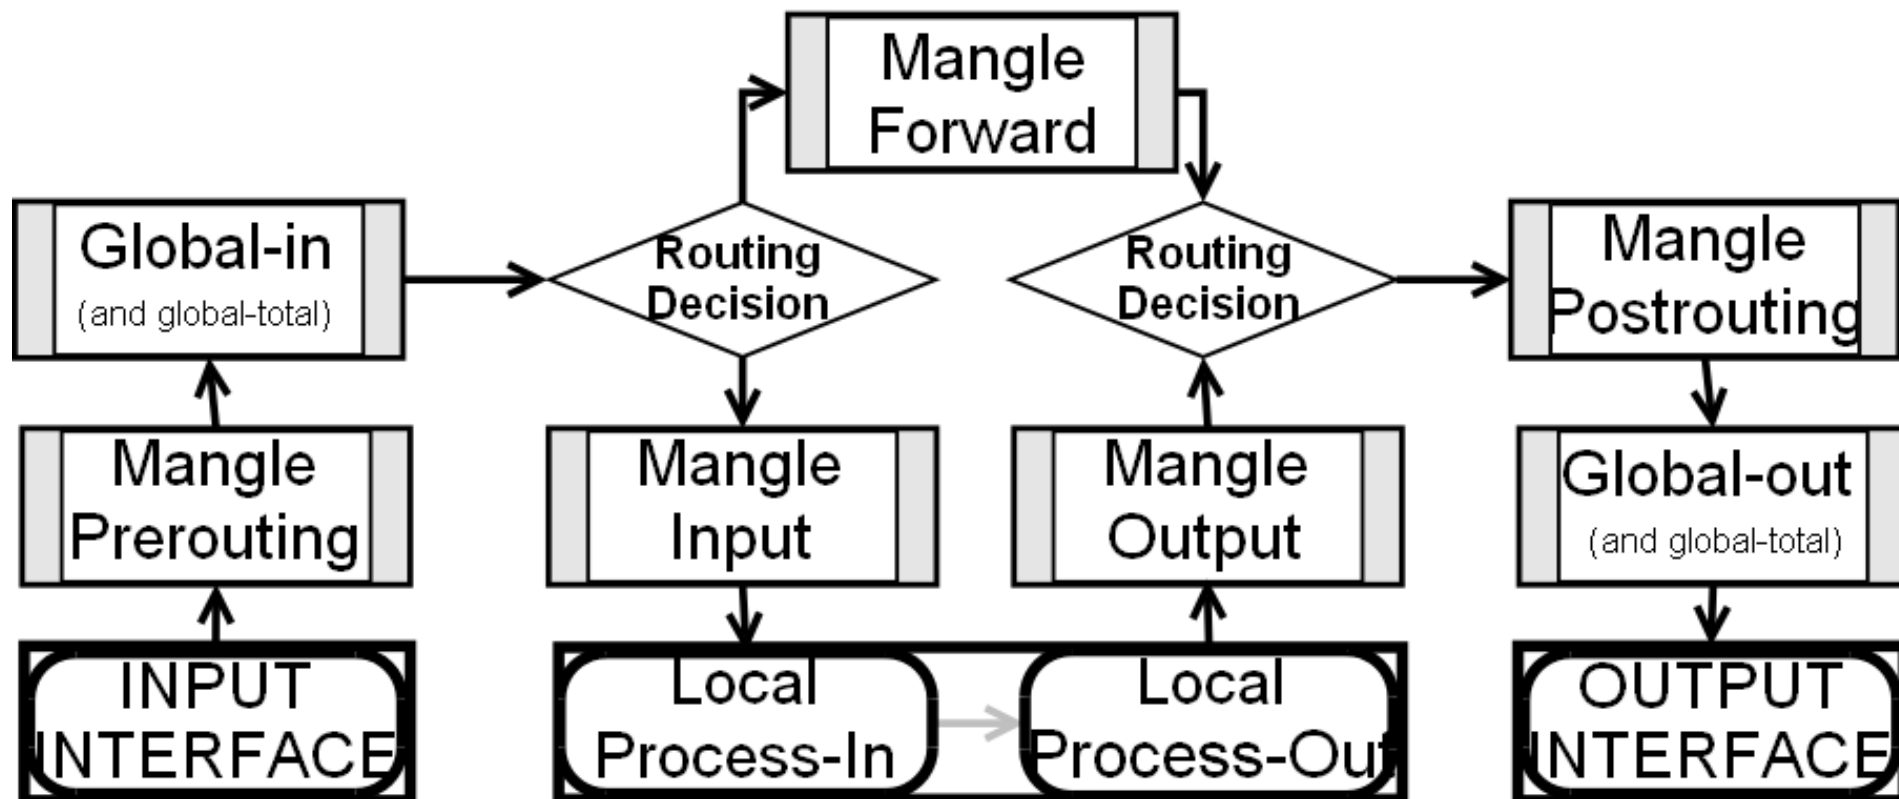 Mangle
Forward
Global-in
(and global-total)
Routing
Decision
Routing
Decision
Mangle
Postrouting
Mangle
Prerouting
Mangle
Input
Mangle
Output
Global-out
(and global-total)
INPUT
INTERFACE
Local
Process-In
Local
Process-Out
OUTPUT
INTERFACE